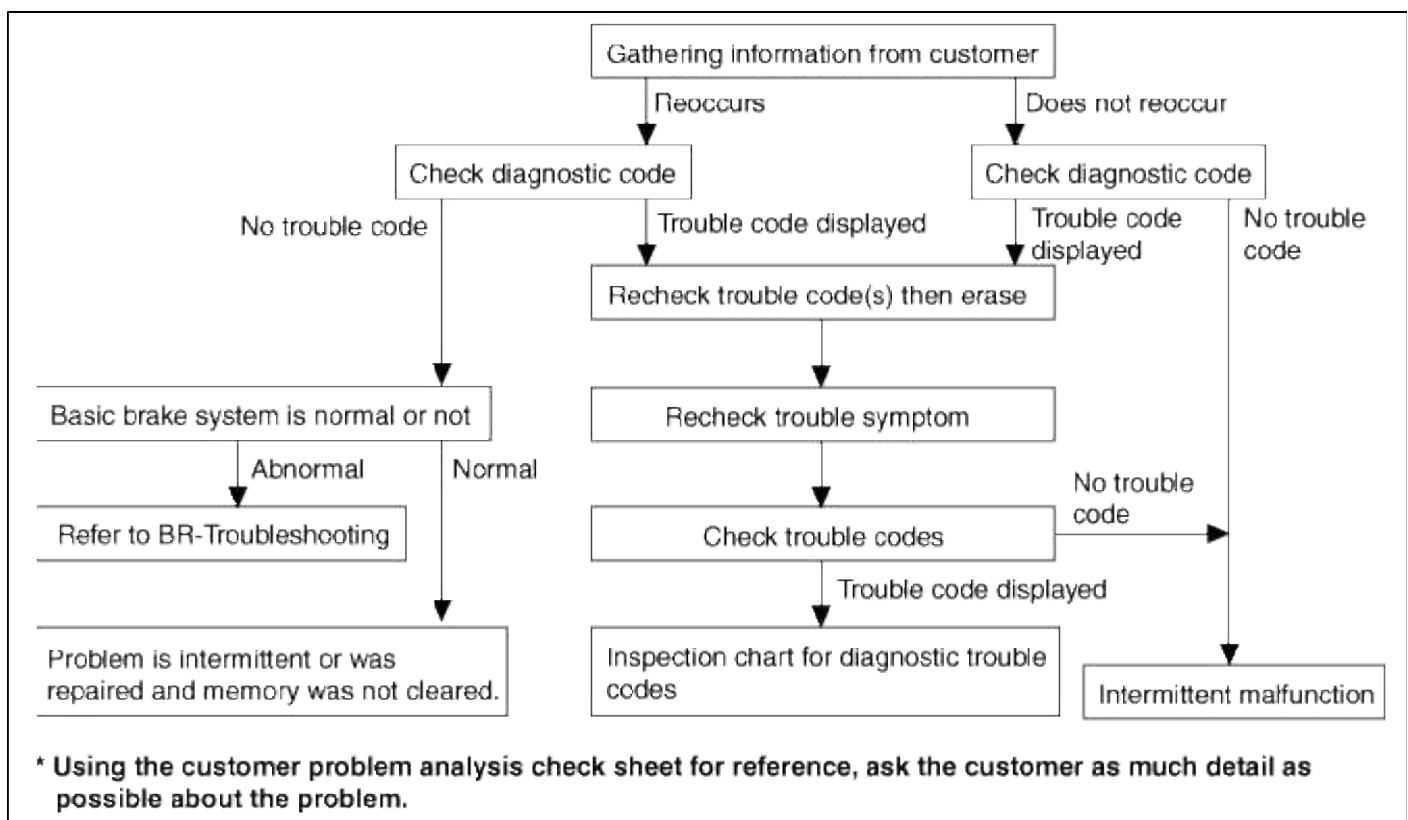 Gathering information from customer
Reoccurs
Does not reoccur
Check diagnostic code
Check diagnostic code
No trouble code
Trouble code displayed
Trouble code
displayed
No trouble
code
Recheck trouble code(s) then erase
Basic brake system is normal or not
Recheck trouble symptom
Abnormal
Normal
No trouble
code
Refer to BR-Troubleshooting
Check trouble codes
Trouble code displayed
Problem is intermittent or was
repaired and memory was not cleared.
Inspection chart for diagnostic trouble
codes
Intermittent malfunction
* Using the customer problem analysis check sheet for reference, ask the customer as much detail as
possible about the problem.